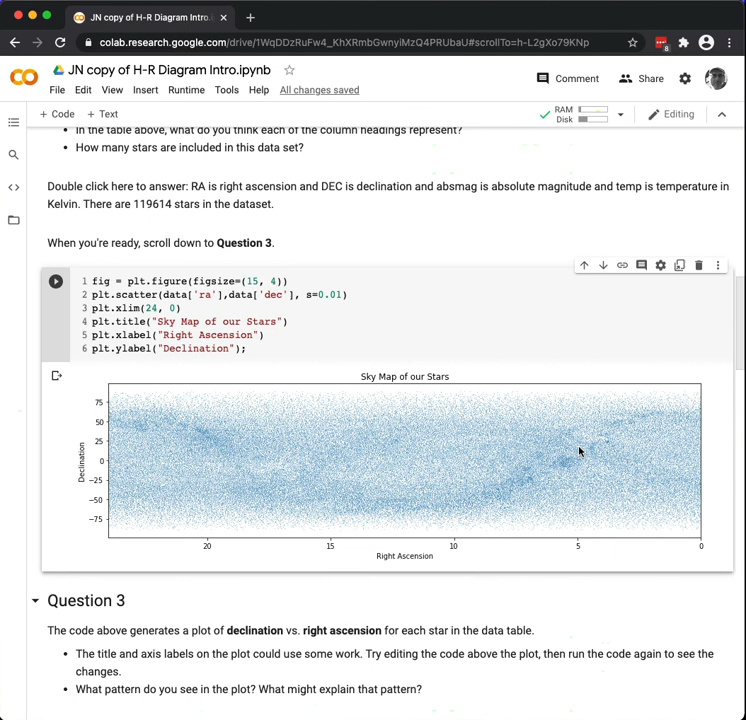 JN copy of H-R Diagram Intro.i
colab.research.google.com/drive/1WqDDzRuFw4_KhXRmbGwnyiMzQ4PRUbaU#scrollTo=h-L2gXo79KNp
8
JN copy of H-R Diagram Intro.ipynb
Comment
Share
File Edit View Insert Runtime Tools Help All changes saved
+ Code + Text
RAM
Disk
Editing
In the table above, what do you think each of the column headings represent?
• How many stars are included in this data set?
Double click here to answer: RA is right ascension and DEC is declination and absmag is absolute magnitude and temp is temperature in
Kelvin. There are 119614 stars in the dataset.
When you're ready, scroll down to Question 3.
1 fig = plt.figure(figsize=(15, 4))
2 plt.scatter(data['ra'],data['dec'], s=0.01)
3 plt.xlim(24, 0)
4 plt.title("Sky Map of our Stars")
5 plt.xlabel("Right Ascension")
6 plt.ylabel("Declination");
Sky Map of our Stars
75
50
25
0
−25
−50
−75
Declination
20 15 10 5 0
Right Ascension
Question 3
The code above generates a plot of declination vs. right ascension for each star in the data table.
• The title and axis labels on the plot could use some work. Try editing the code above the plot, then run the code again to see the
changes.
• What pattern do you see in the plot? What might explain that pattern?